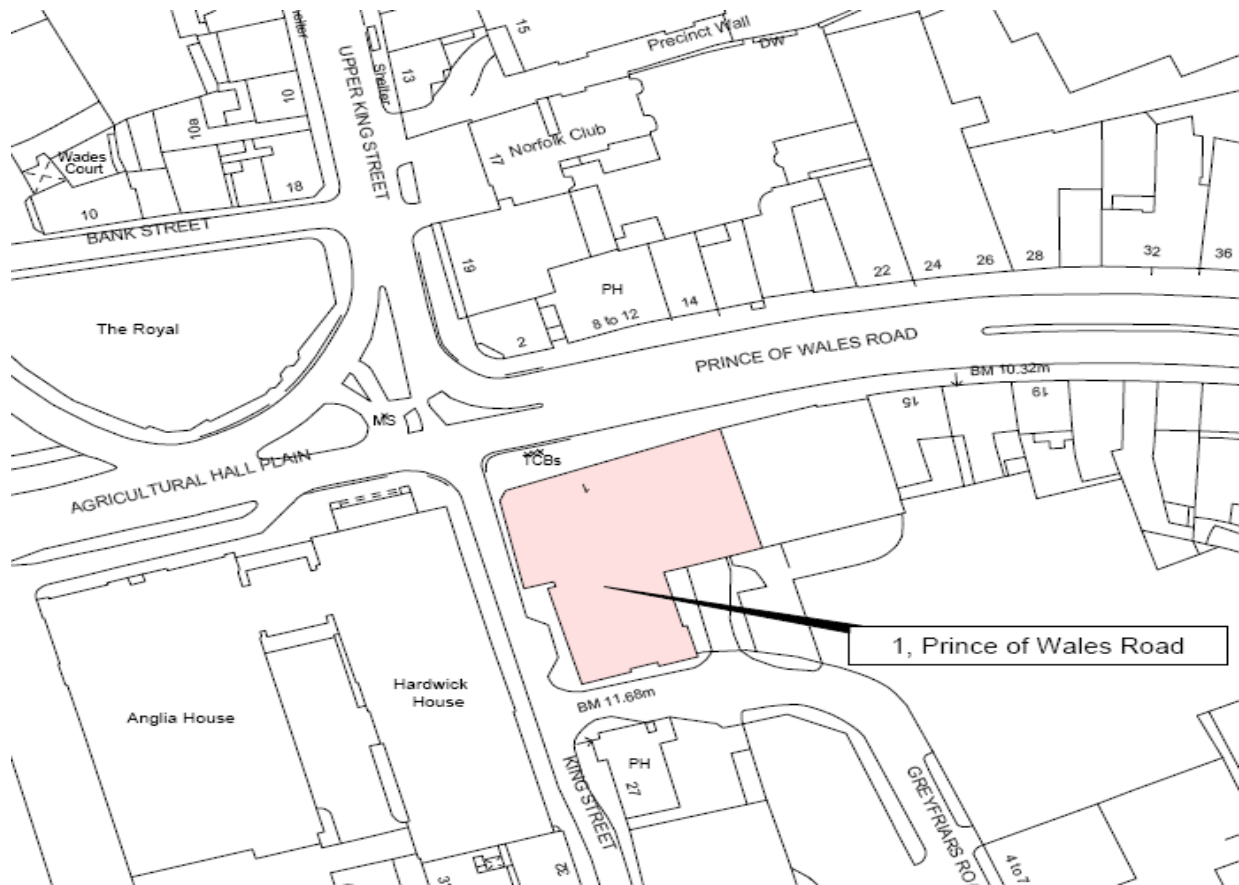 Shelter
10
10a
Wades
Court
10
18
BANK STREET
UPPER KING STREET
Shelter
13
15
Precinct Wall
DW
17
Norfolk Club
19
The Royal
PH
8 to 12
14
2
22
24
26
28
32
36
PRINCE OF WALES ROAD
BM 10.32m
15
19
MS
TCBs
AGRICULTURAL HALL PLAIN
1
1, Prince of Wales Road
Hardwick
House
Anglia House
BM 11.68m
PH
27
KING STREET
GREYFRIARS
4 to 7
32